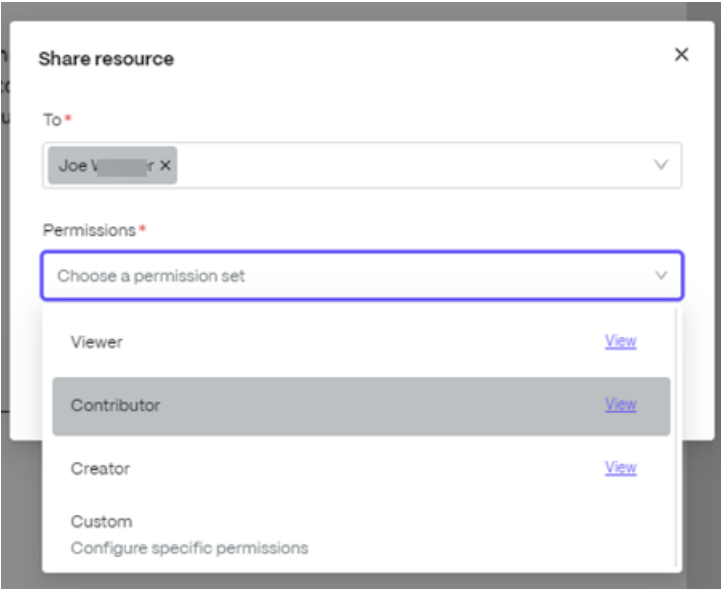 Share resource
To *
Joe
Permissions *
Choose a permission set
Viewer View
Contributor View
Creator View
Custom
Configure specific permissions